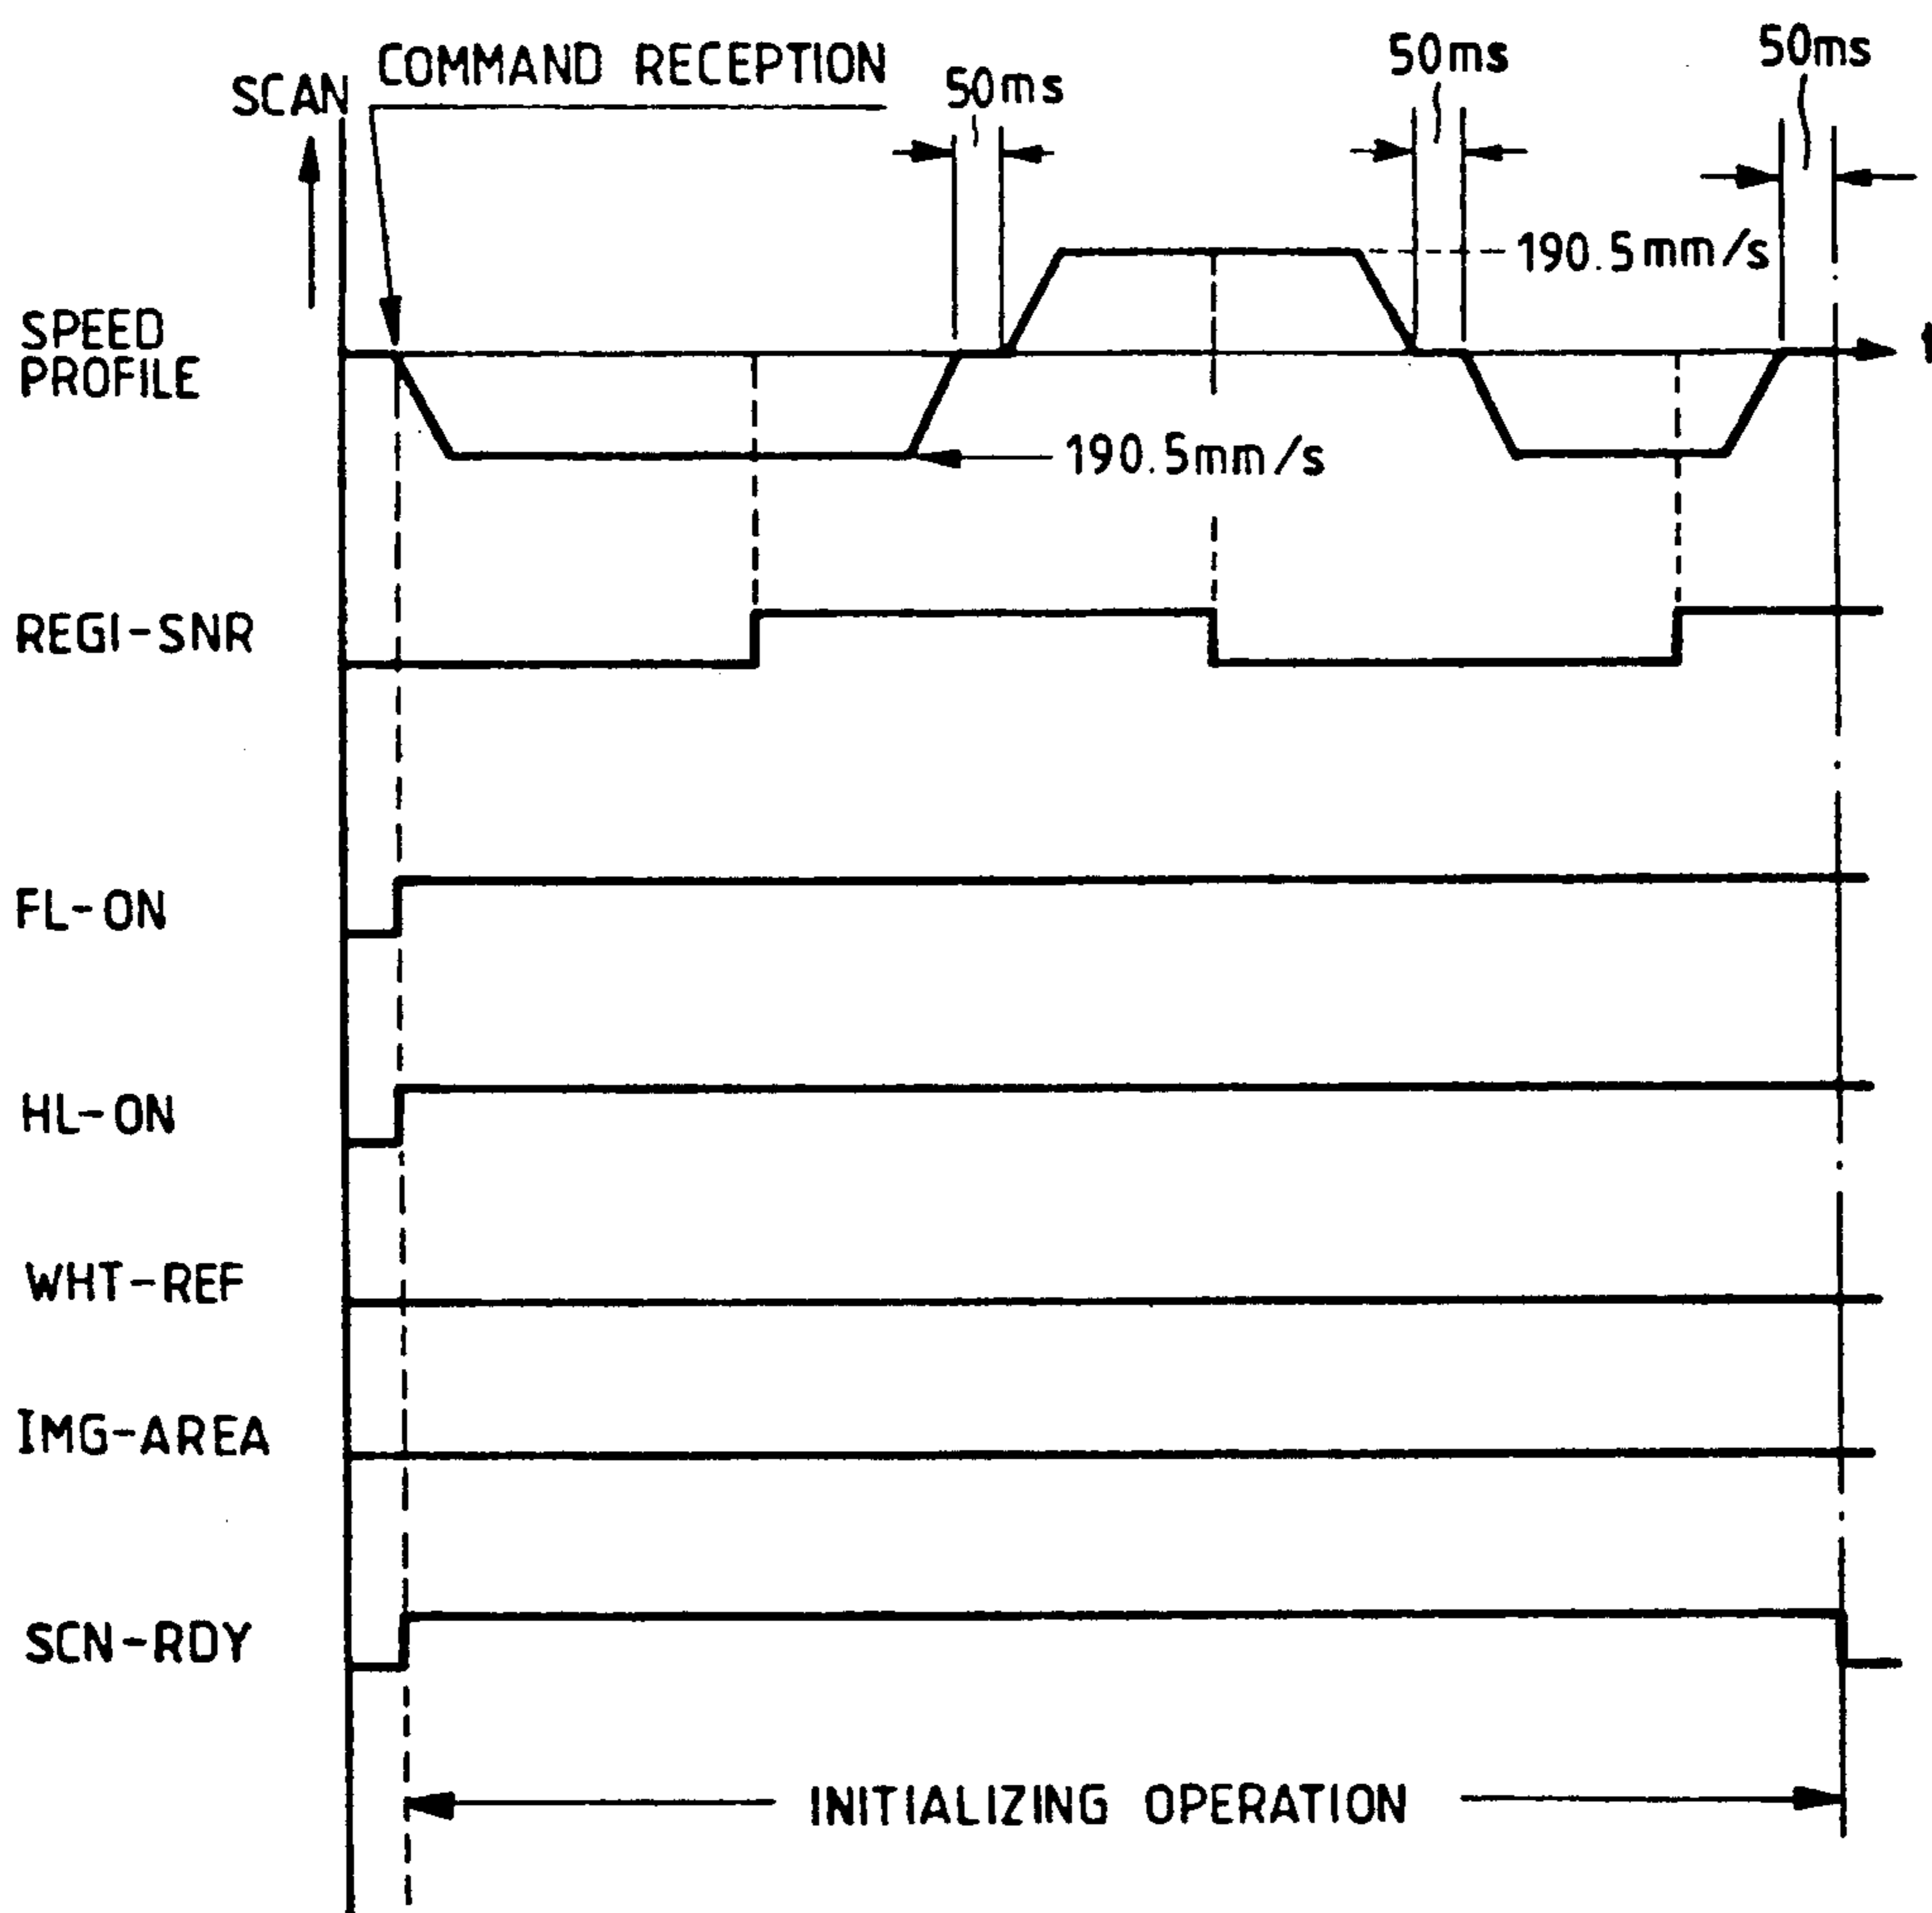 SCAN
COMMAND RECEPTION
50ms
50ms
50ms
190.5mm/s
SPEED
PROFILE
t
190.5mm/s
REGI-SNR
FL-ON
HL-ON
WHT-REF
IMG-AREA
SCN-RDY
INITIALIZING OPERATION